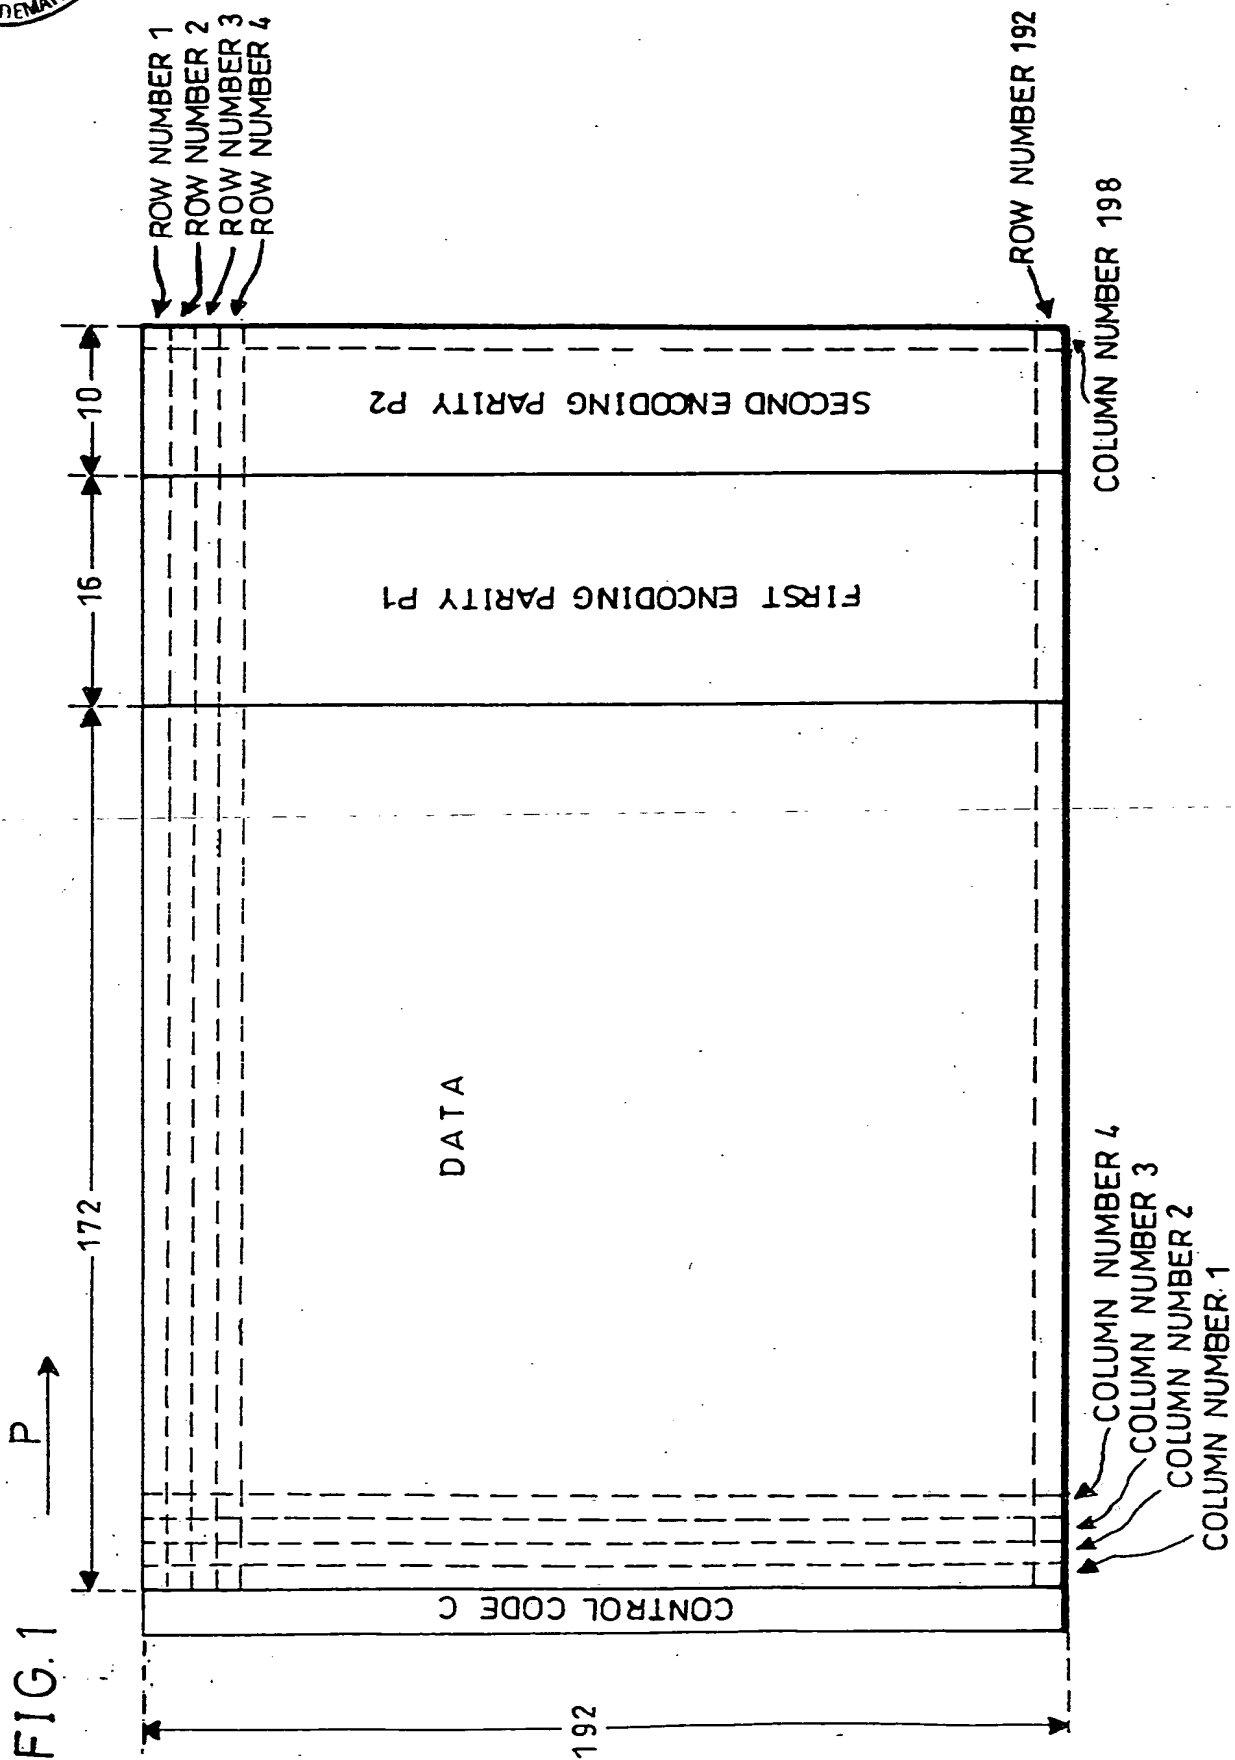 FIG.1
P
172
16
10
ROW NUMBER 1
ROW NUMBER 2
ROW NUMBER 3
ROW NUMBER 4
192
CONTROL CODE C
DATA
FIRST ENCODING PARITY P1
SECOND ENCODING PARITY P2
ROW NUMBER 192
COLUMN NUMBER 198
COLUMN NUMBER 4
COLUMN NUMBER 3
COLUMN NUMBER 2
COLUMN NUMBER 1